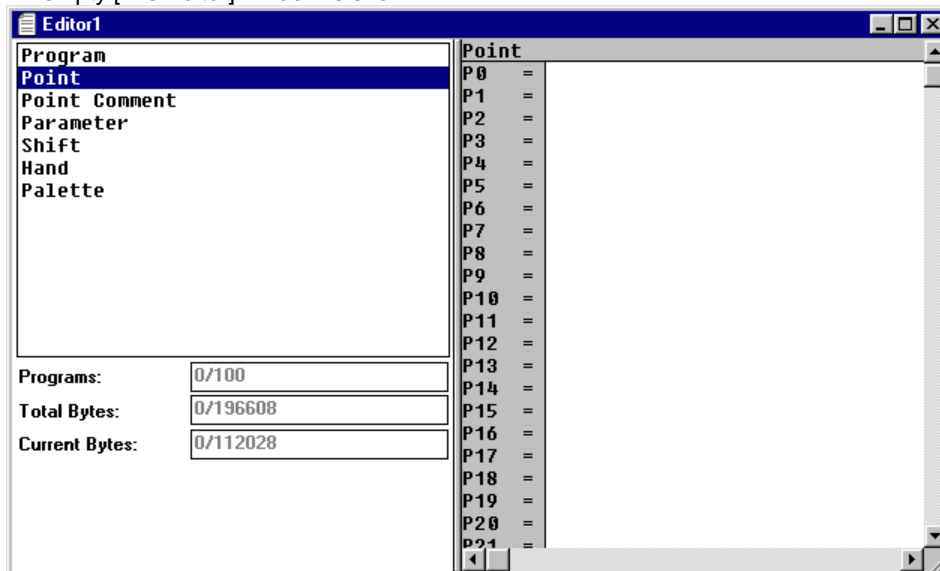 Editor1
Program
Point
Point Comment
Parameter
Shift
Hand
Palette
Programs: 0/100
Total Bytes: 0/196608
Current Bytes: 0/112028
Point
P0 =
P1 =
P2 =
P3 =
P4 =
P5 =
P6 =
P7 =
P8 =
P9 =
P10 =
P11 =
P12 =
P13 =
P14 =
P15 =
P16 =
P17 =
P18 =
P19 =
P20 =
P21 =